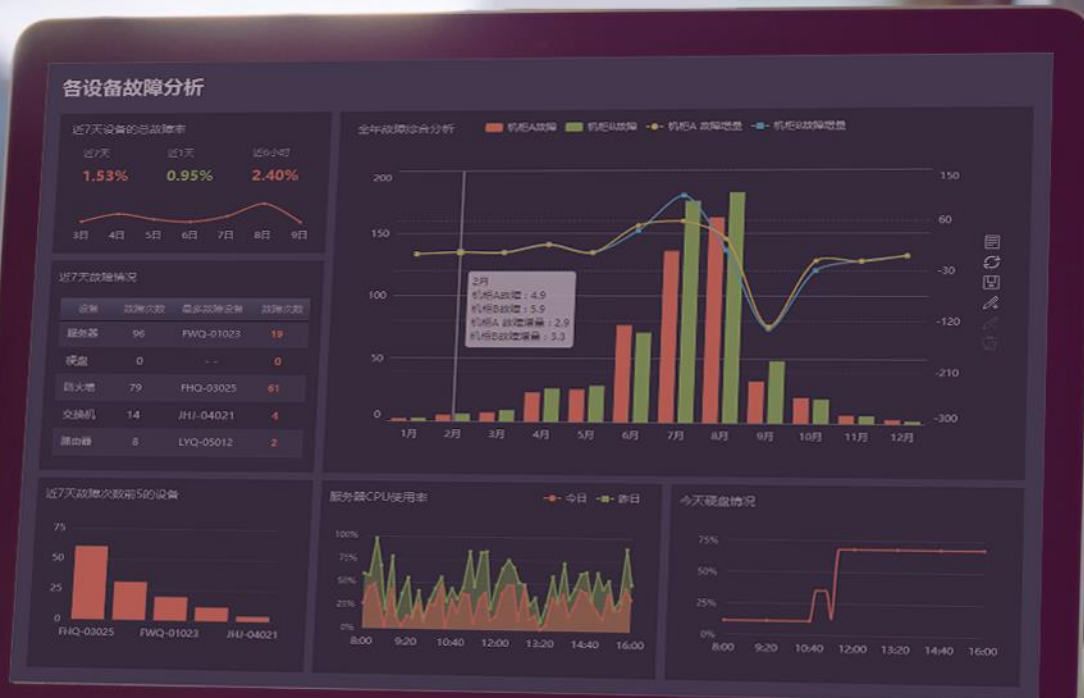 各设备故障分析
近7天设备的总故障率
近7天 近1天 近6小时
1.53% 0.95% 2.40%
3日 4日 5日 6日 7日 8日 9日
近7天故障情况
设备 故障次数 最多故障设备 故障次数
服务器 96 FWQ-01023 19
硬盘 0 - - 0
防火墙 79 FHQ-03025 61
交换机 14 JHJ-04021 4
路由器 8 LYQ-05012 2
全年故障综合分析 机柜A故障 机柜B故障 机柜A 故障增量 机柜B故障增量
200
150
100
50
0
150
60
-30
-120
-210
-300
2月
机柜A故障：4.9
机柜B故障：5.9
机柜A 故障增量：2.9
机柜B故障增量：3.3
1月 2月 3月 4月 5月 6月 7月 8月 9月 10月 11月 12月
近7天故障次数前5的设备
75
50
25
0
FHQ-03025 FWQ-01023 JHJ-04021
服务器CPU使用率 今日 昨日
100%
75%
50%
25%
0%
8:00 9:20 10:40 12:00 13:20 14:40 16:00
今天硬盘情况
75%
50%
25%
0%
8:00 9:20 10:40 12:00 13:20 14:40 16:00